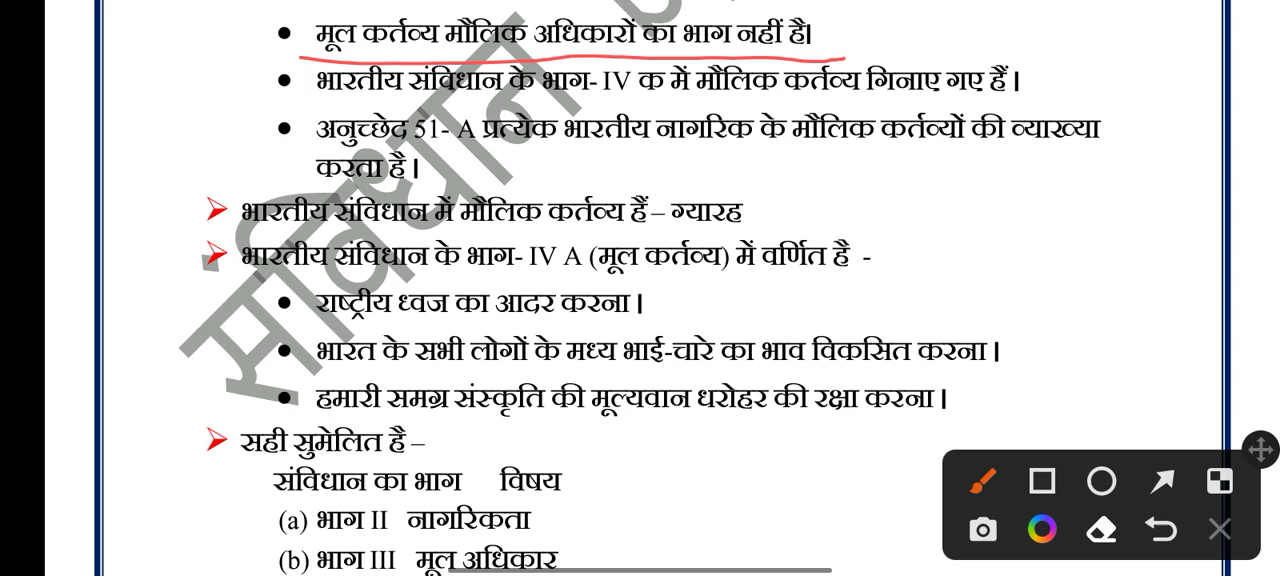 मूल कर्तव्य मौलिक अधिकारों का भाग नहीं है।
भारतीय संविधान के भाग- IV क में मौलिक कर्तव्य गिनाए गए हैं ।
अनुच्छेद 51- A प्रत्येक भारतीय नागरिक के मौलिक कर्तव्यों की व्याख्या
करता है ।
भारतीय संविधान में मौलिक कर्तव्य हैं – ग्यारह
भारतीय संविधान के भाग- IV A (मूल कर्तव्य) में वर्णित है -
राष्ट्रीय ध्वज का आदर करना ।
भारत के सभी लोगों के मध्य भाई-चारे का भाव विकसित करना ।
हमारी समग्र संस्कृति की मूल्यवान धरोहर की रक्षा करना ।
सही सुमेलित है –
संविधान का भाग विषय
(a) भाग II नागरिकता
(b) भाग III मूल अधिकार
संविधान